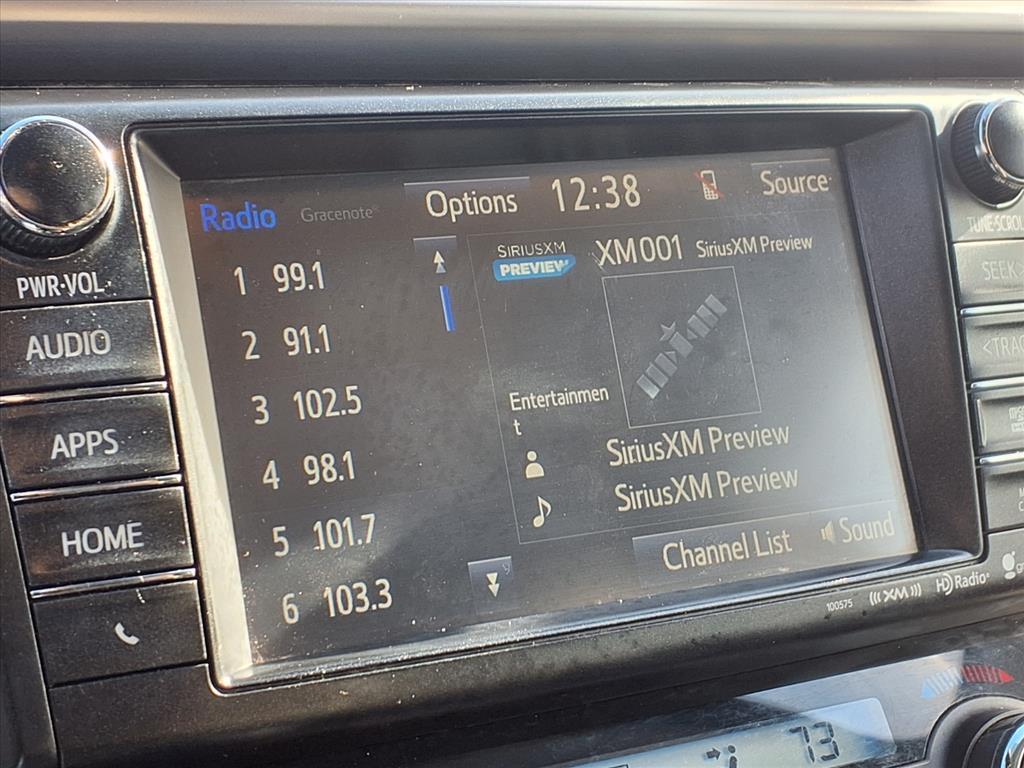 Radio Gracenote® Options 12:38 Source
1 99.1
2 91.1
3 102.5
4 98.1
5 101.7
6 103.3
SIRIUSXM
PREVIEW
XM001 SiriusXM Preview
Entertainmen
t
SiriusXM Preview
SiriusXM Preview
Channel List Sound
PWR·VOL
AUDIO
APPS
HOME
TUNE·SCROL
SEEK>
<TRAC
100575 ((XM)) HD Radio®
73